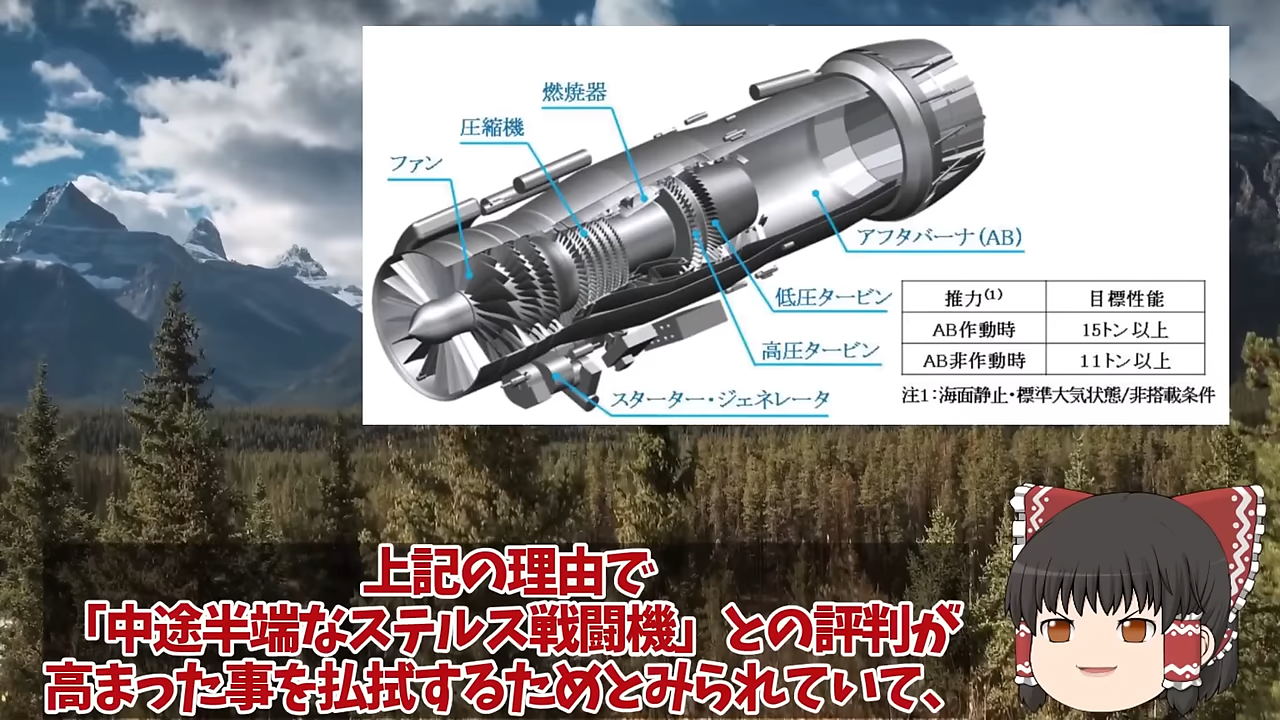 燃焼器
圧縮機
ファン
アフタバーナ(AB)
低圧タービン
高圧タービン
スターター・ジェネレータ
推力(1) 目標性能
AB作動時 15トン以上
AB非作動時 11トン以上
注1:海面静止・標準大気状態/非搭載条件
上記の理由で
「中途半端なステルス戦闘機」との評判が
高まった事を払拭するためとみられていて、